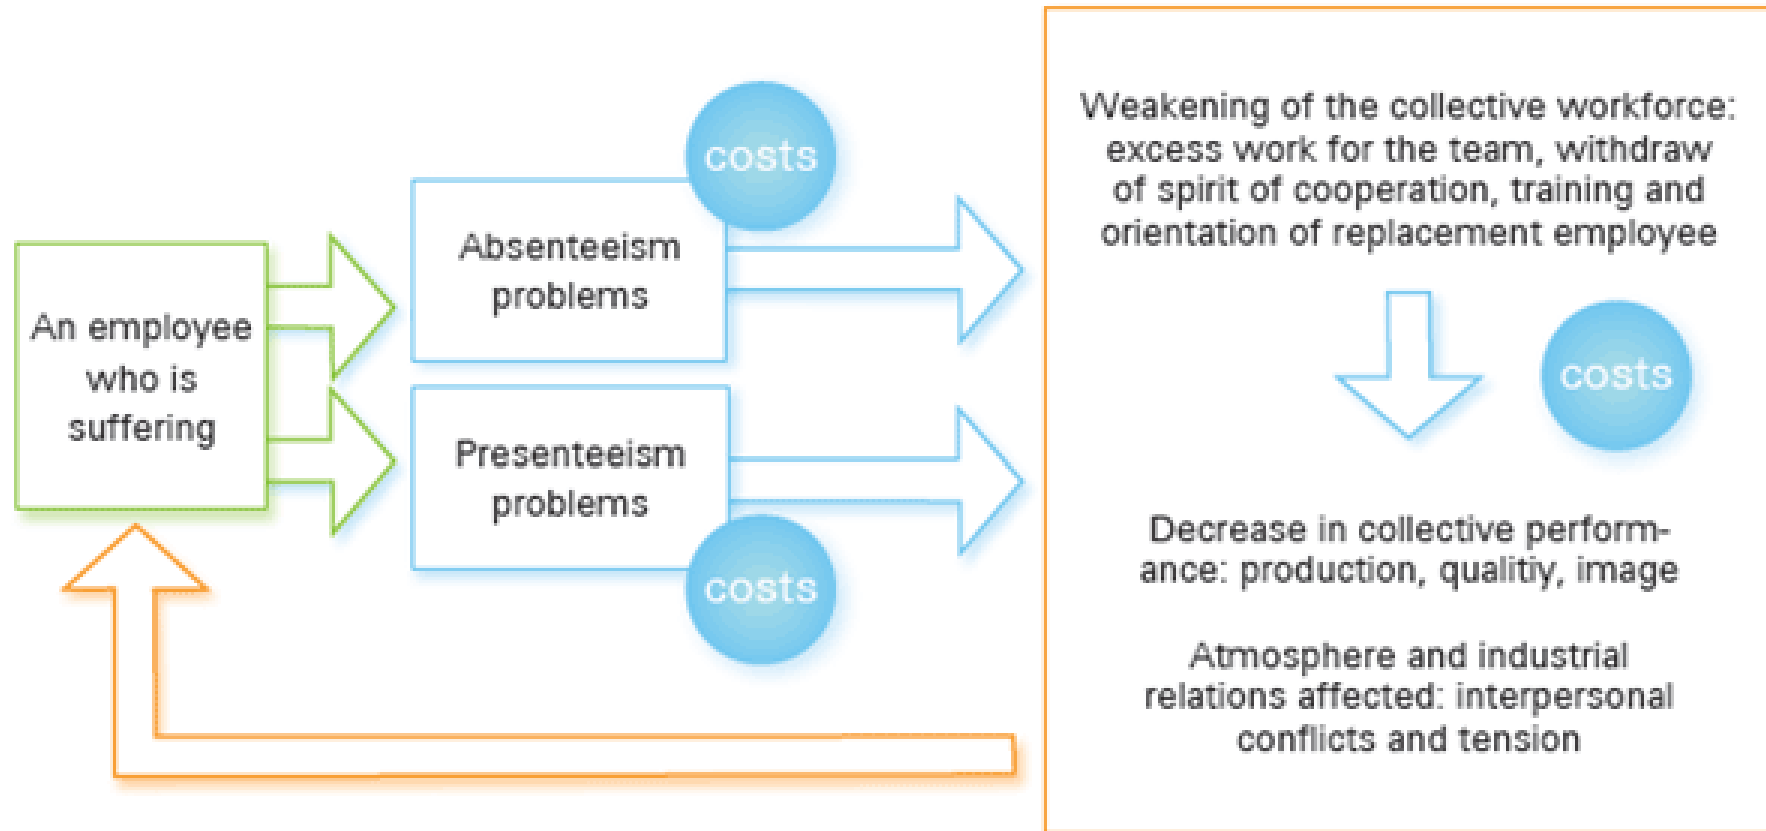 An employee
who is
suffering
costs
Absenteeism
problems
Presenteeism
problems
costs
Weakening of the collective workforce:
excess work for the team, withdraw
of spirit of cooperation, training and
orientation of replacement employee
costs
Decrease in collective perform-
ance: production, qualitiy, image
Atmosphere and industrial
relations affected: interpersonal
conflicts and tension